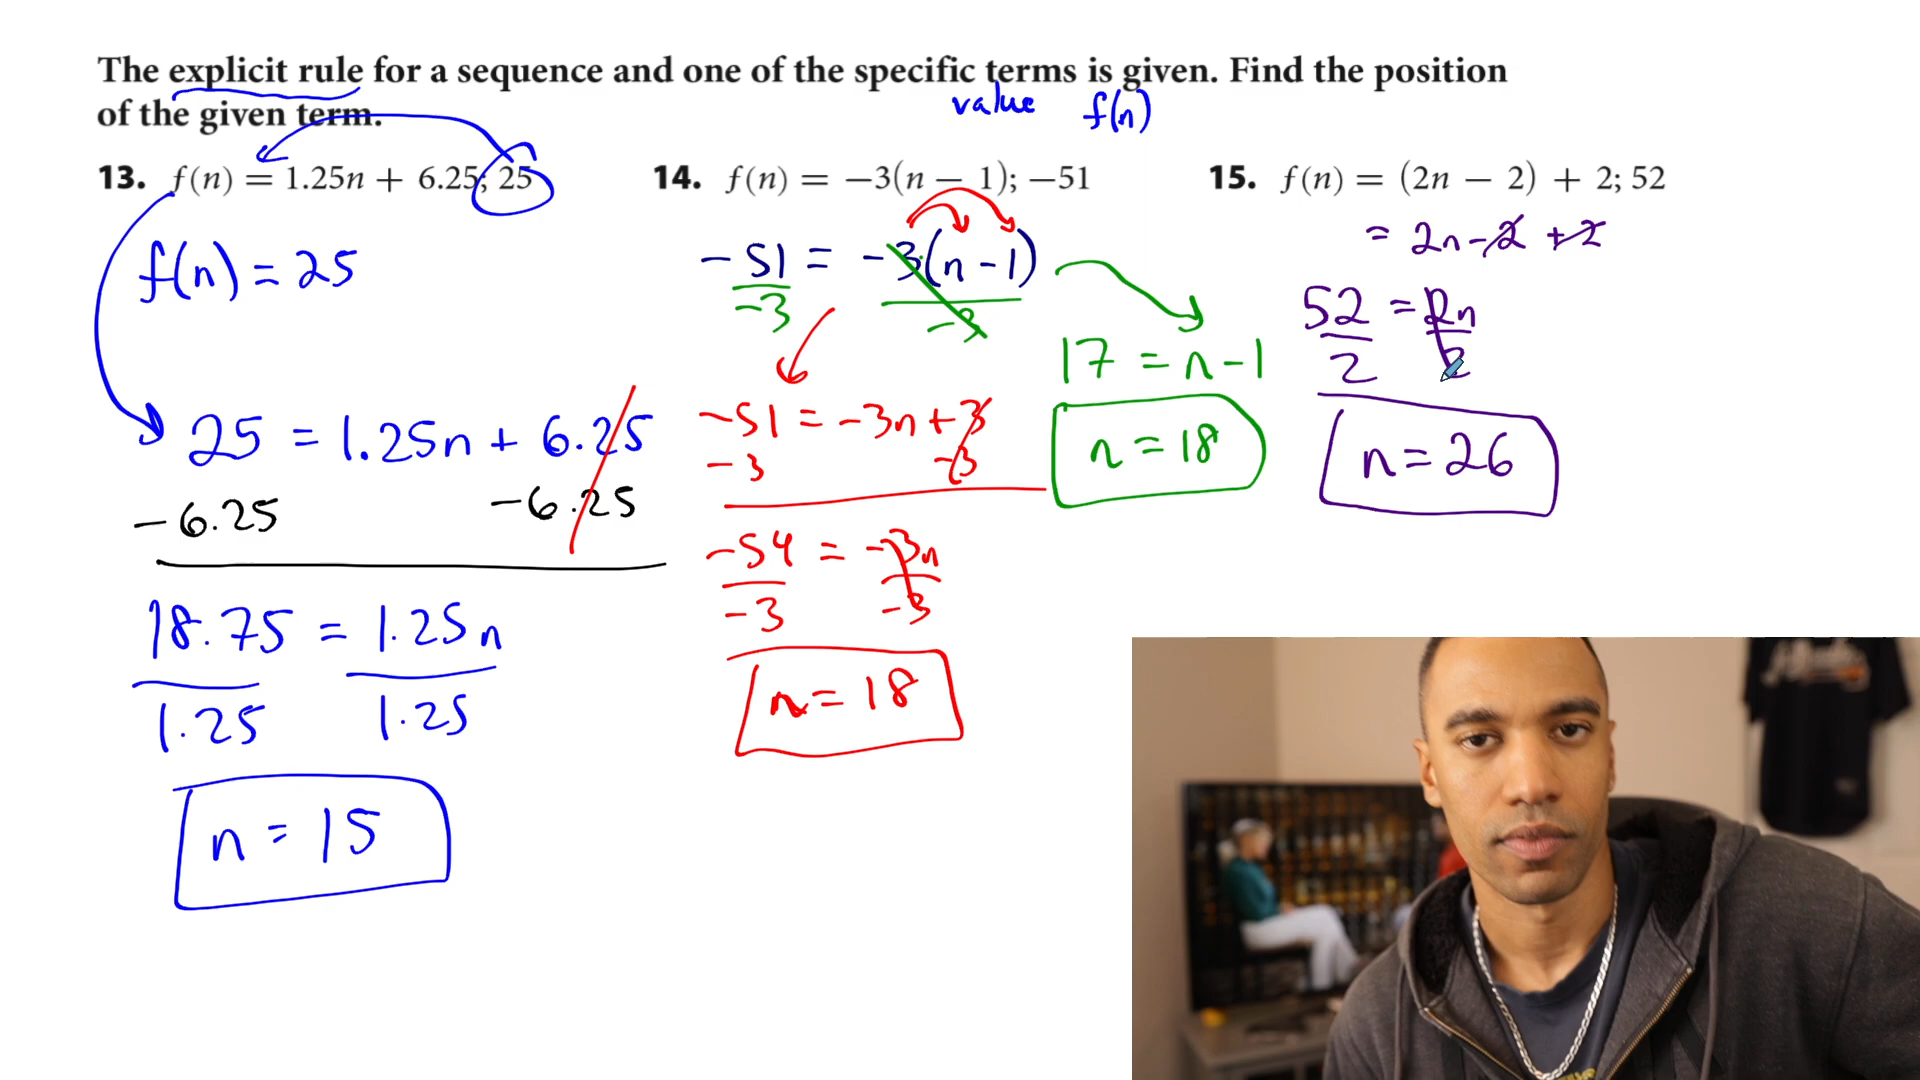 The explicit rule for a sequence and one of the specific terms is given. Find the position
of the given term.
value f(n)
13. f(n) = 1.25n + 6.25; 25
f(n) = 25
25 = 1.25n + 6.25
-6.25 -6.25
18.75 = 1.25n
1.25 1.25
n = 15
14. f(n) = −3(n − 1); −51
-51 = -3(n-1)
-3 -3
-51 = -3n+3
-3 -3
-54 = -3n
-3 -3
n = 18
17 = n-1
n = 18
15. f(n) = (2n − 2) + 2; 52
= 2n-2 +2
52 = 2n
2 2
n = 26